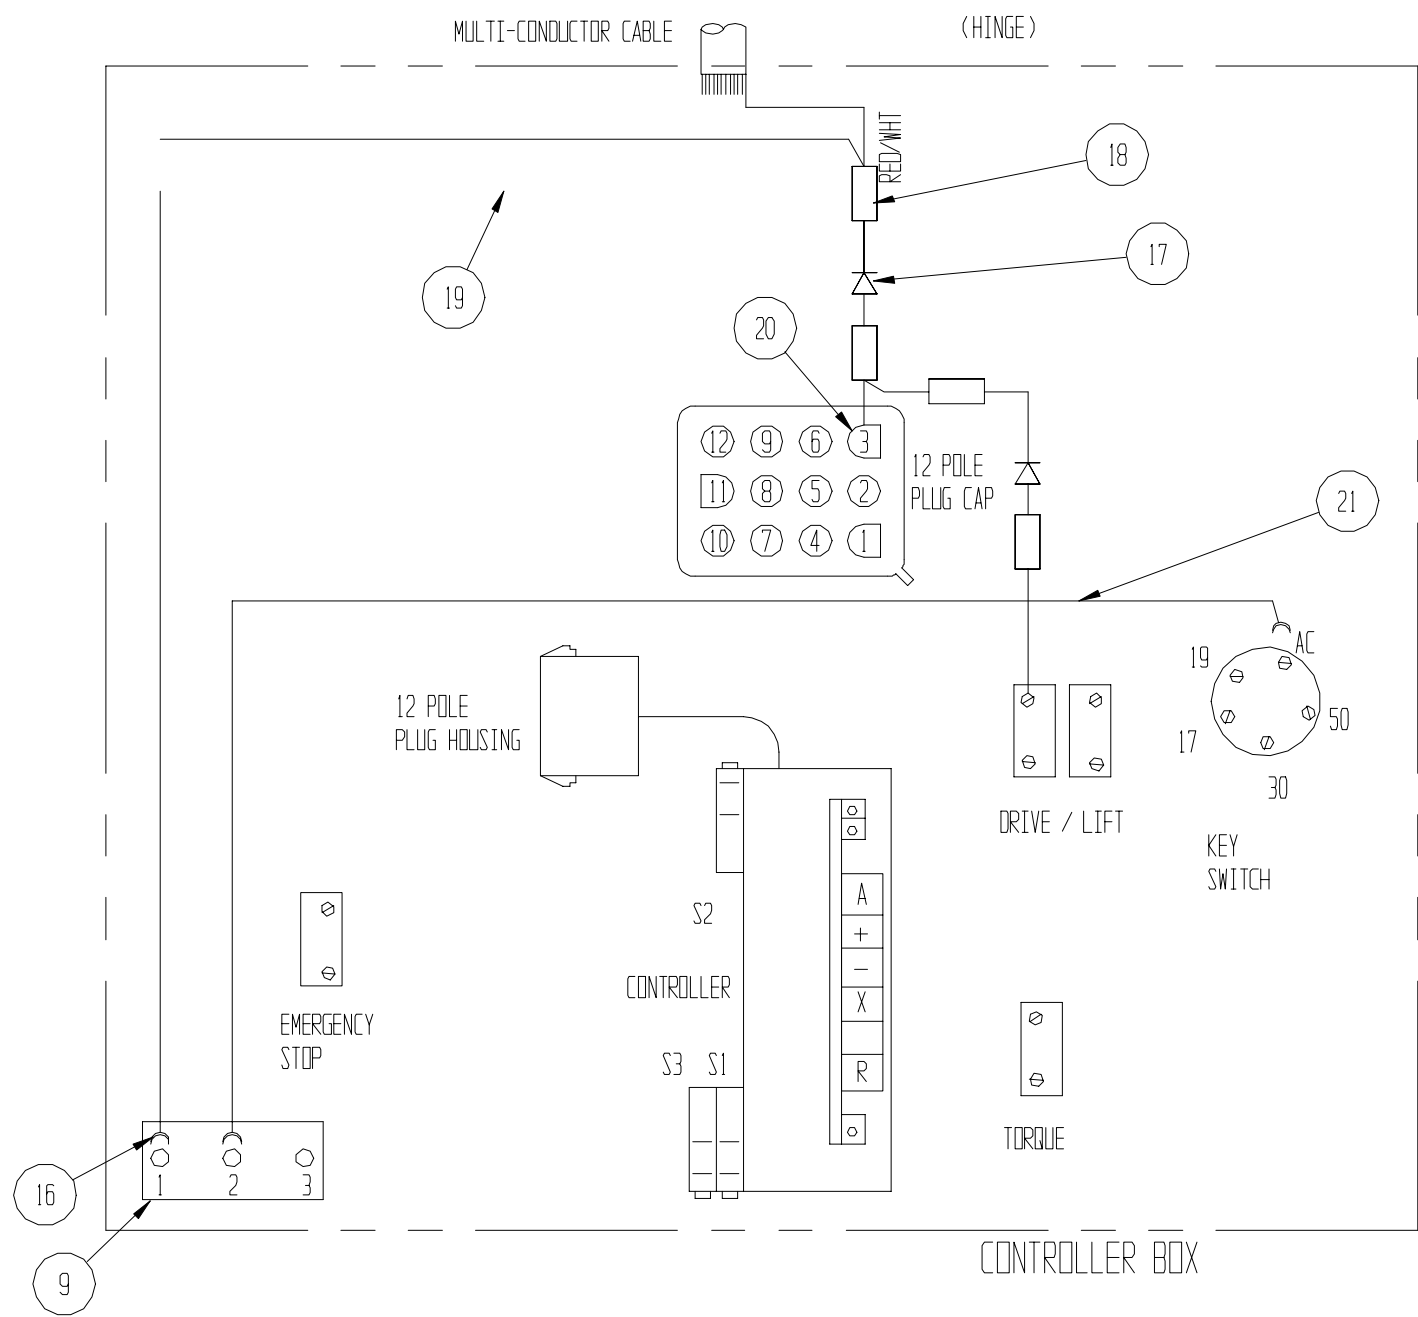 MULTI-CONDUCTOR CABLE
(HINGE)
RED/WHT
18
17
19
20
12 9 6 3
11 8 5 2
10 7 4 1
12 POLE
PLUG CAP
21
AC
19
50
17
30
KEY
SWITCH
12 POLE
PLUG HOUSING
DRIVE / LIFT
S2
A
+
−
X
R
CONTROLLER
EMERGENCY
STOP
S3 S1
TORQUE
16
1 2 3
9
CONTROLLER BOX